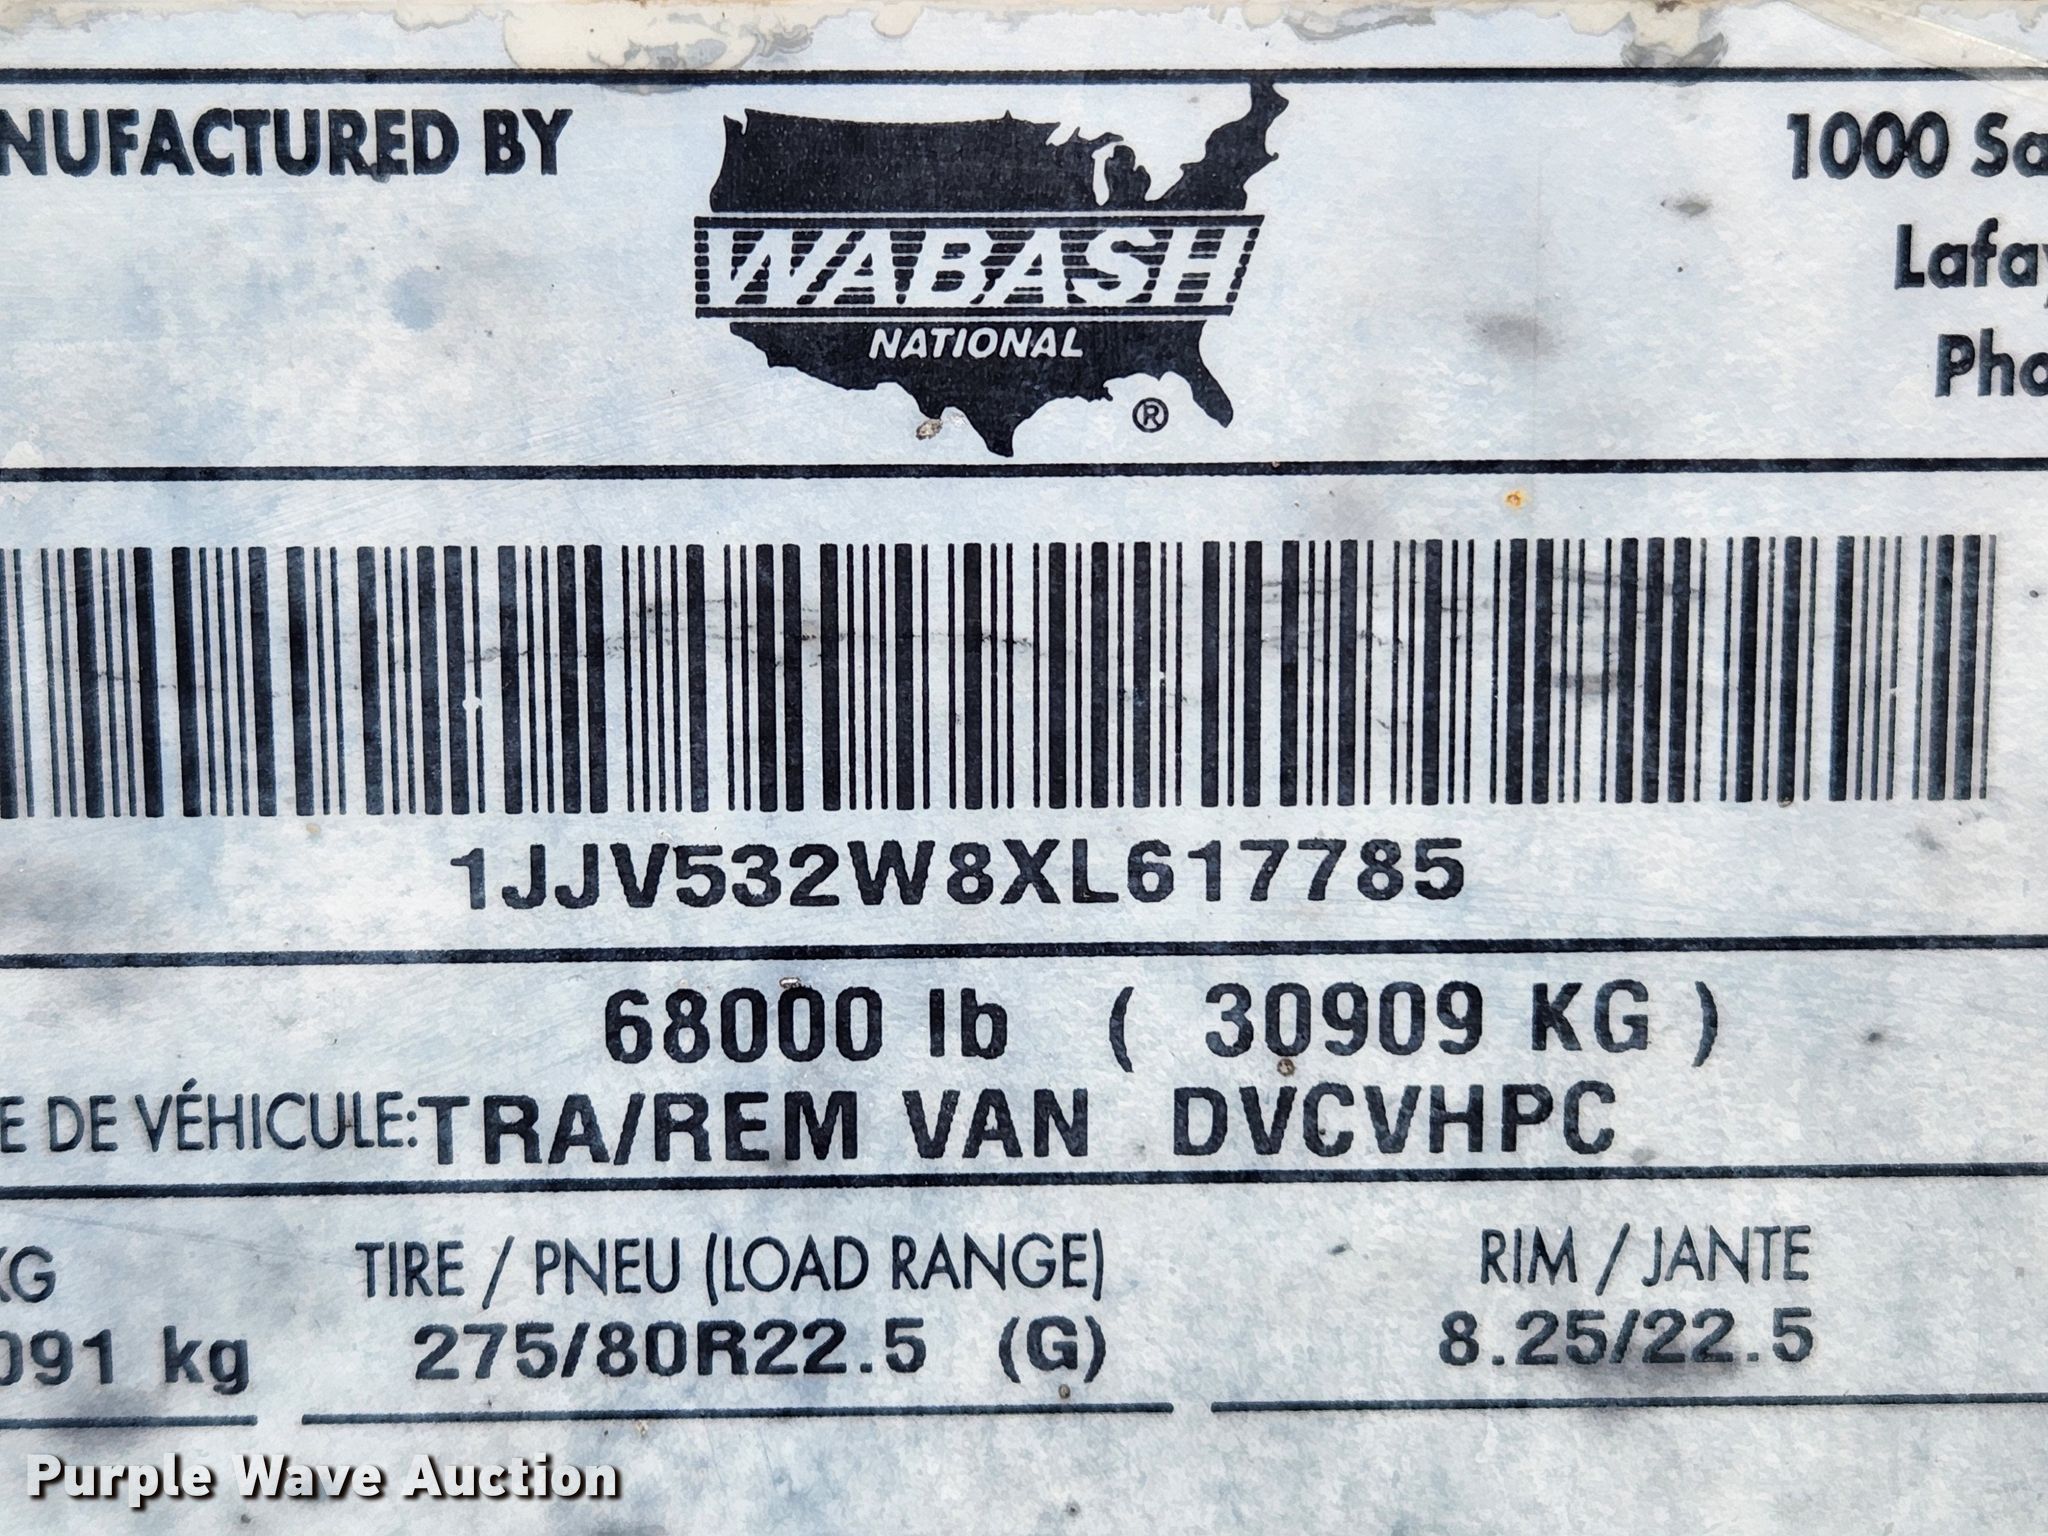 NUFACTURED BY
WABASH
NATIONAL
®
1000 Sa
Lafay
Pho
1JJV532W8XL617785
68000 lb ( 30909 KG )
E DE VÉHICULE: TRA/REM VAN DVCVHPC
KG TIRE / PNEU (LOAD RANGE) RIM / JANTE
091 kg 275/80R22.5 (G) 8.25/22.5
Purple Wave Auction